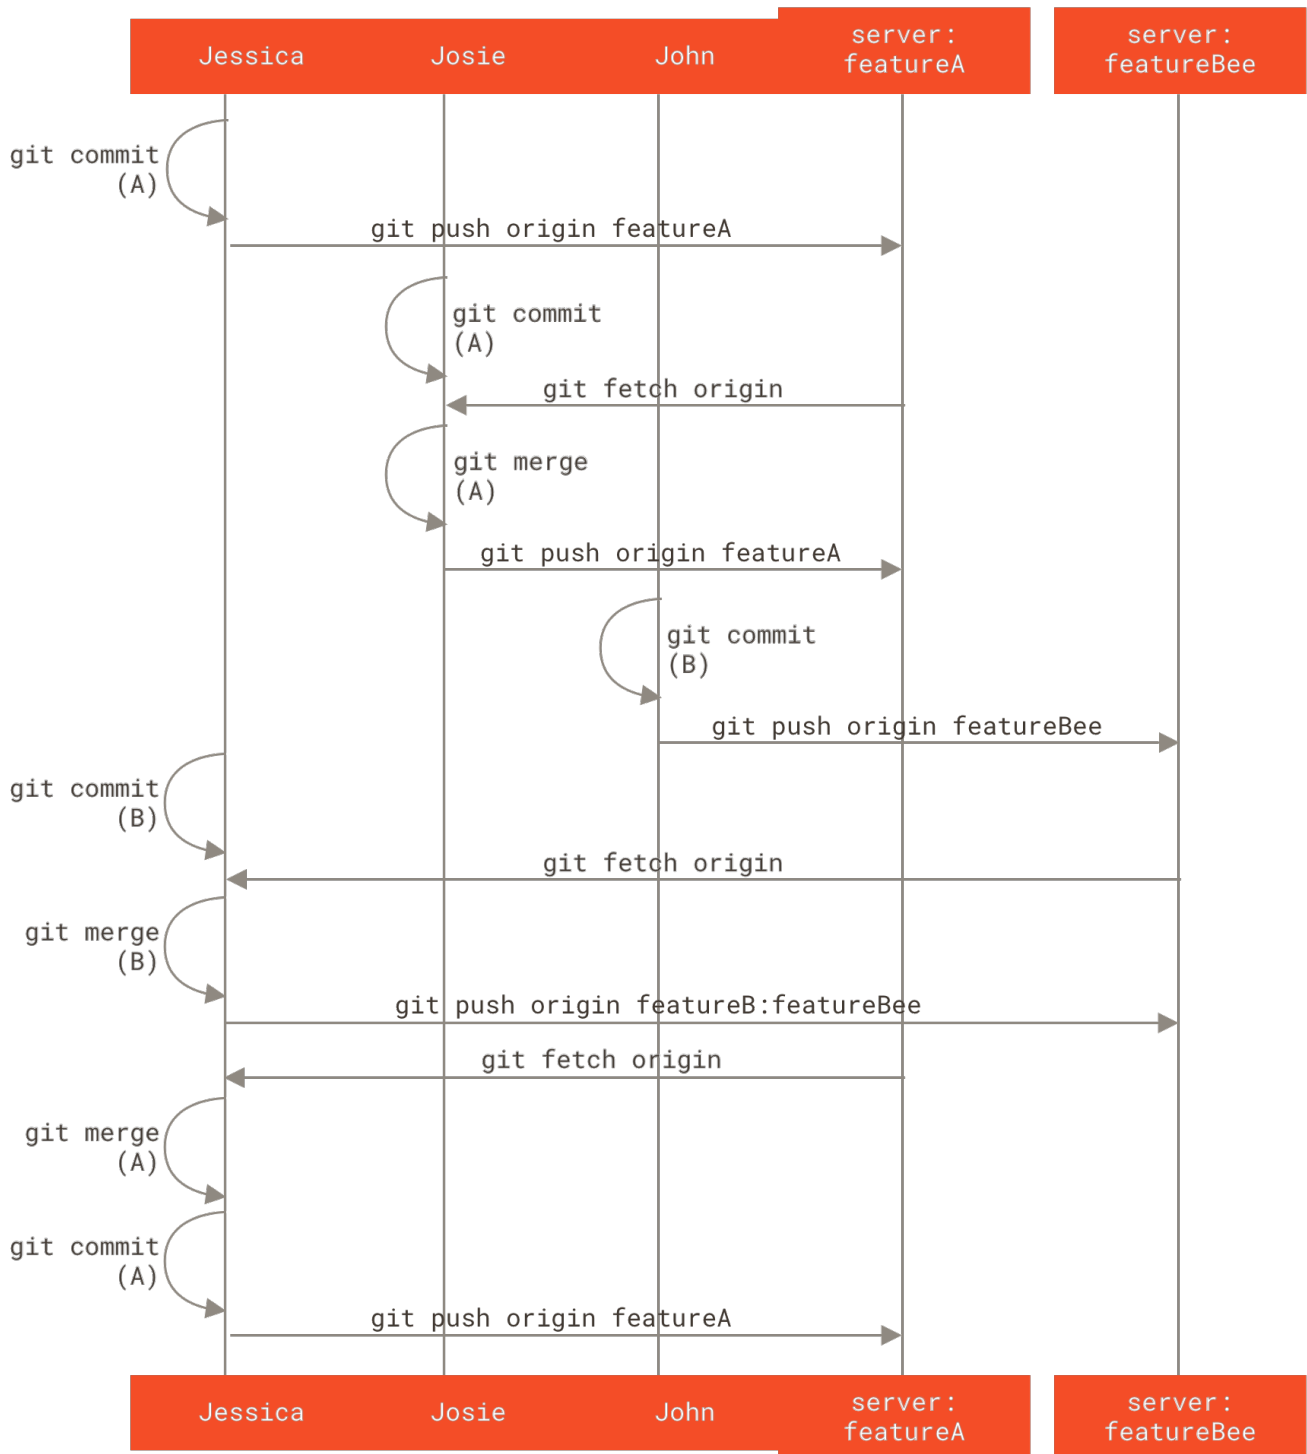 Jessica
Josie
John
server:
featureA
server:
featureBee
git commit
(A)
git push origin featureA
git commit
(A)
git fetch origin
git merge
(A)
git push origin featureA
git commit
(B)
git push origin featureBee
git commit
(B)
git fetch origin
git merge
(B)
git push origin featureB:featureBee
git fetch origin
git merge
(A)
git commit
(A)
git push origin featureA
Jessica
Josie
John
server:
featureA
server:
featureBee